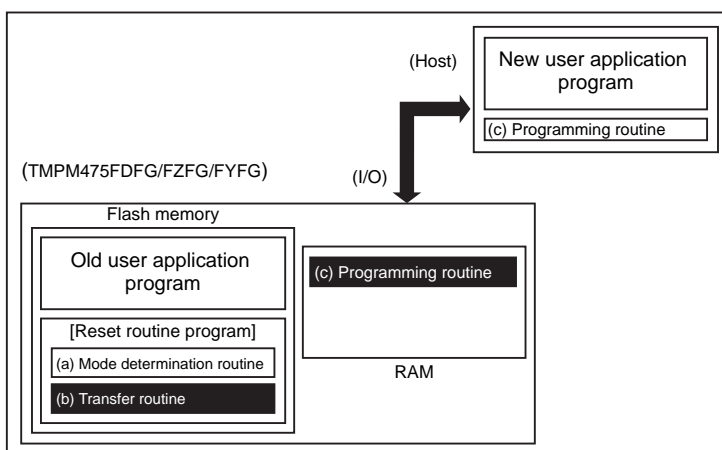 (Host)
New user application
program
(c) Programming routine
(TMPM475FDFG/FZFG/FYFG)
(I/O)
Flash memory
Old user application
program
[Reset routine program]
(a) Mode determination routine
(b) Transfer routine
(c) Programming routine
RAM